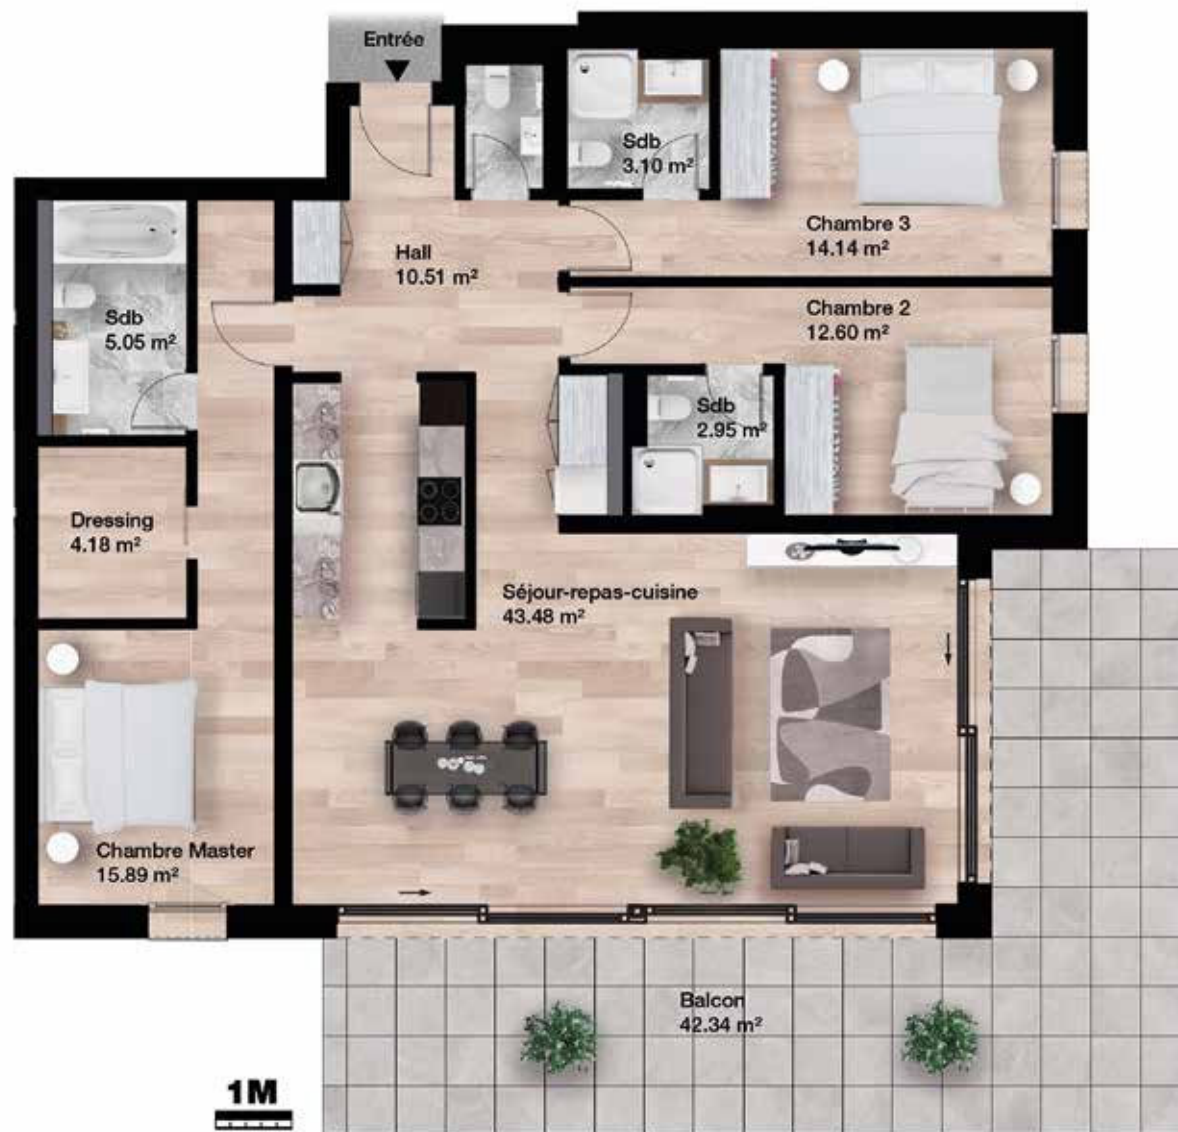 Entrée
Sdb
3.10 m²
Chambre 3
14.14 m²
Hall
10.51 m²
Chambre 2
12.60 m²
Sdb
5.05 m²
Sdb
2.95 m²
Dressing
4.18 m²
Séjour-repas-cuisine
43.48 m²
Chambre Master
15.89 m²
Balcon
42.34 m²
1M